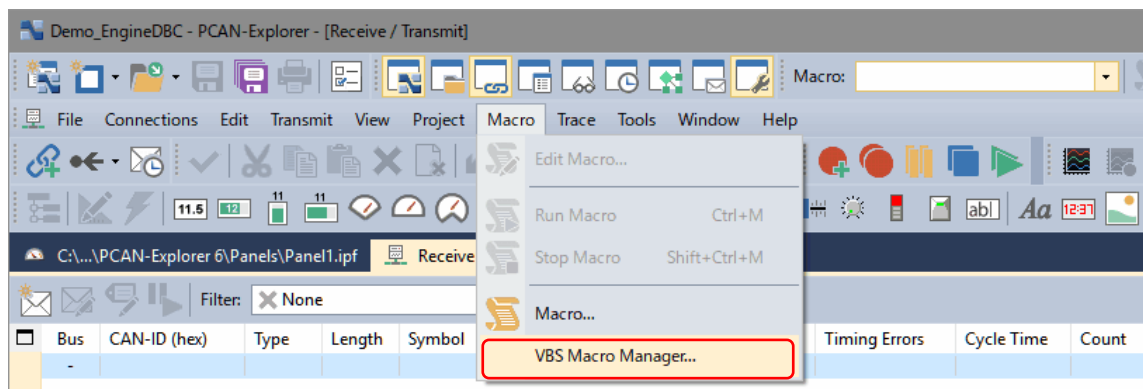 Demo_EngineDBC - PCAN-Explorer - [Receive / Transmit]
Macro:
File Connections Edit Transmit View Project Macro Trace Tools Window Help
Edit Macro...
11.5 12 11 11 abl Aa 12:37
Run Macro Ctrl+M
C:\...\PCAN-Explorer 6\Panels\Panel1.ipf Receive
Stop Macro Shift+Ctrl+M
Filter: None
Macro...
Bus CAN-ID (hex) Type Length Symbol Timing Errors Cycle Time Count
VBS Macro Manager...
-